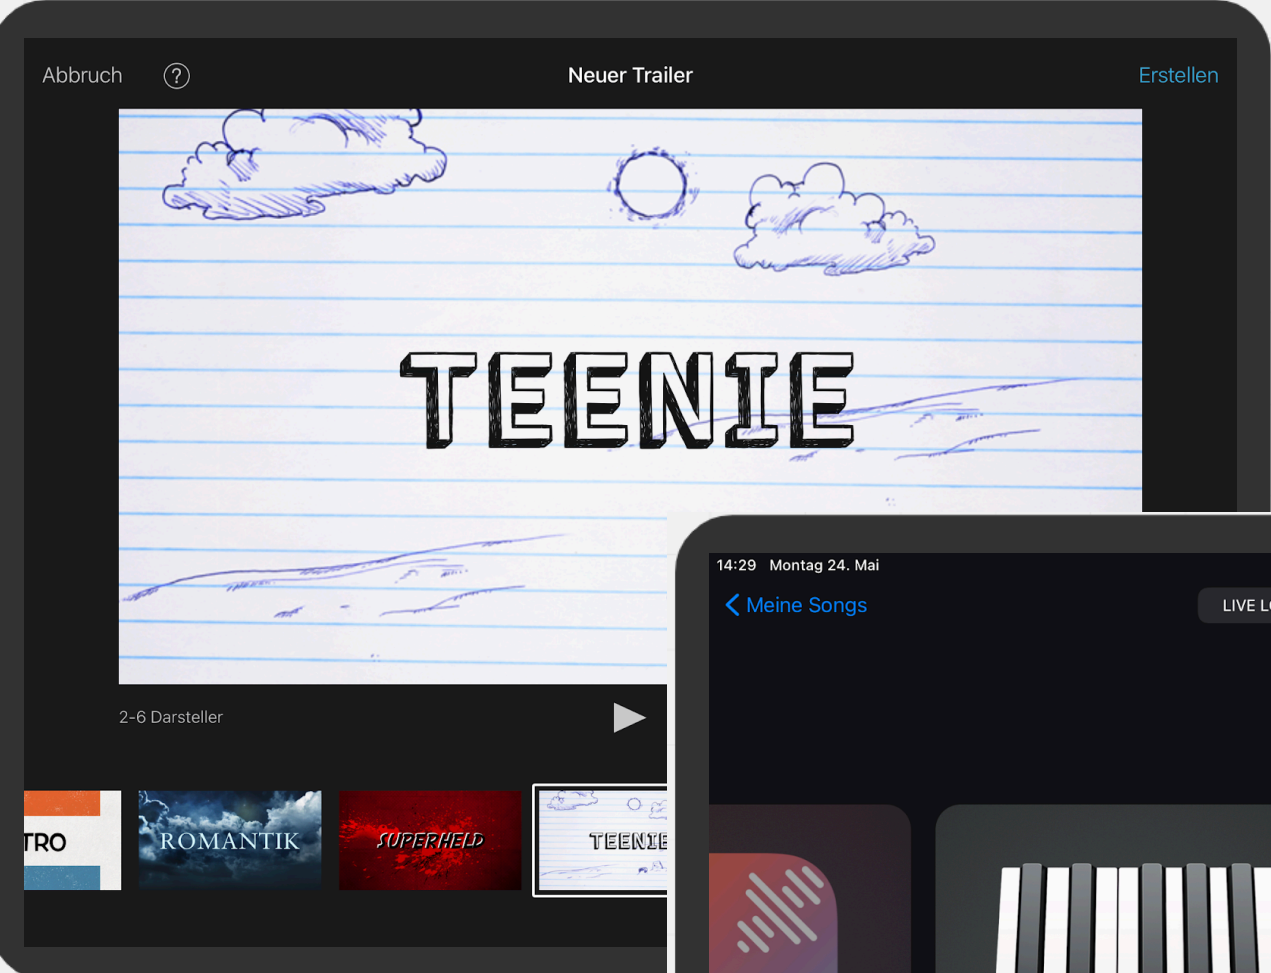 Abbruch
?
Neuer Trailer
Erstellen
TEENIE
2-6 Darsteller
TRO
ROMANTIK
SUPERHELD
TEENIE
14:29 Montag 24. Mai
Meine Songs
LIVE L